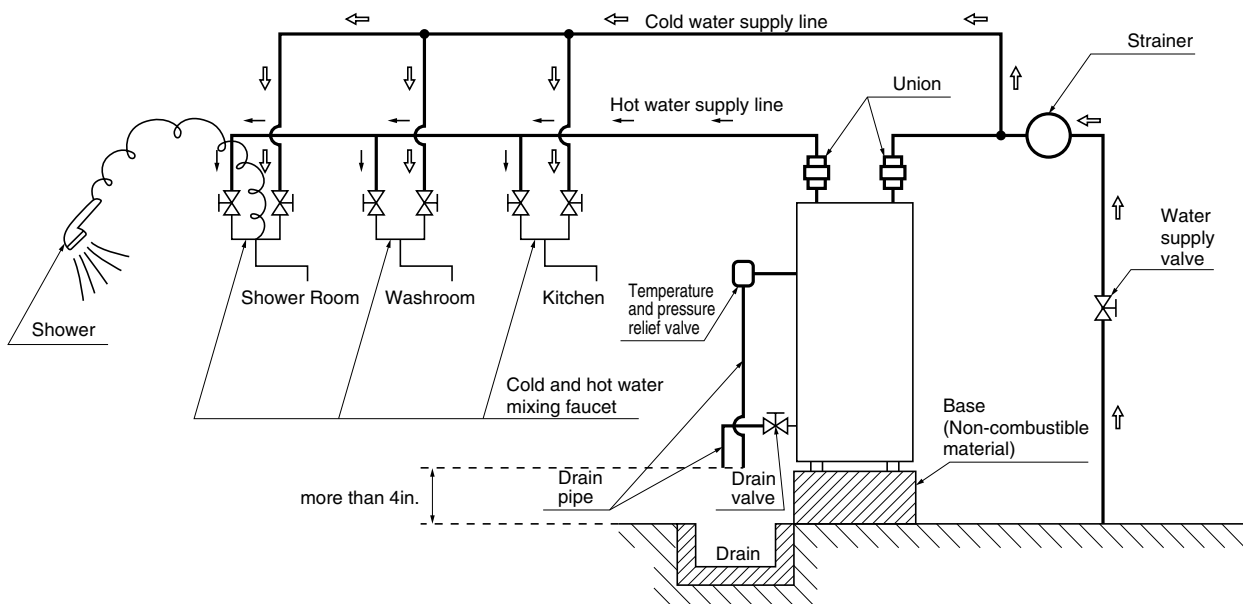 Cold water supply line
Strainer
Union
Hot water supply line
Water
supply
valve
Shower Room
Washroom
Kitchen
Temperature
and pressure
relief valve
Shower
Cold and hot water
mixing faucet
Base
(Non-combustible
material)
more than 4in.
Drain
pipe
Drain
valve
Drain